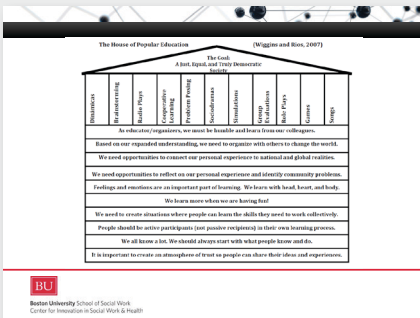 The House of Popular Education (Wiggins and Rios, 2007)
The Goal:
A Just, Equal, and Truly Democratic
Society
Dinámicas
Brainstorming
Radio Plays
Cooperative
Learning
Problem Posing
Sociodramas
Simulations
Group
Evaluations
Role Plays
Games
Songs
As educator/organizers, we must be humble and learn from our colleagues.
Based on our expanded understanding, we need to organize with others to change the world.
We need opportunities to connect our personal experience to national and global realities.
We need opportunities to reflect on our personal experience and identify community problems.
Feelings and emotions are an important part of learning. We learn with head, heart, and body.
We learn more when we are having fun!
We need to create situations where people can learn the skills they need to work collectively.
People should be active participants (not passive recipients) in their own learning process.
We all know a lot. We should always start with what people know and do.
It is important to create an atmosphere of trust so people can share their ideas and experiences.
BU
Boston University School of Social Work
Center for Innovation in Social Work & Health